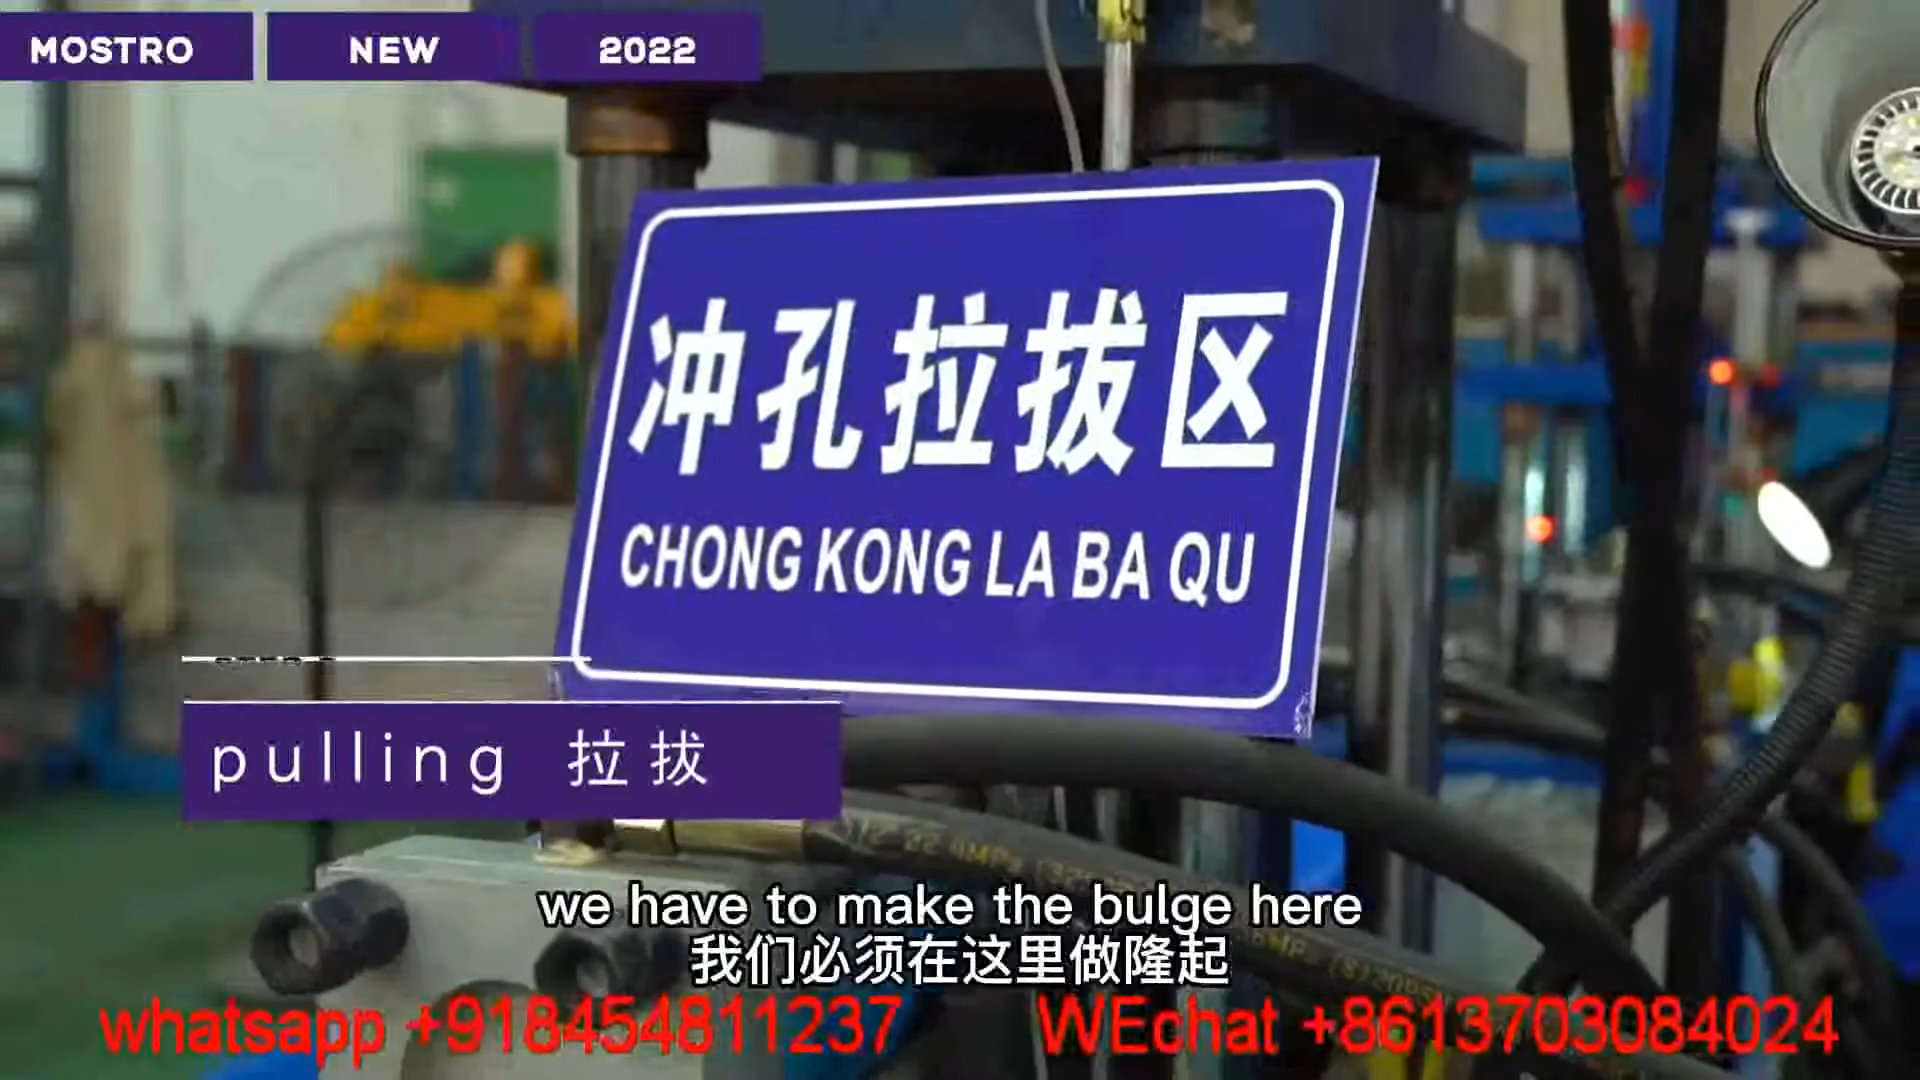 MOSTRO NEW 2022
冲孔拉拔区
CHONG KONG LA BA QU
pulling 拉拔
we have to make the bulge here
我们必须在这里做隆起
whatsapp +918454811237 WEchat +8613703084024